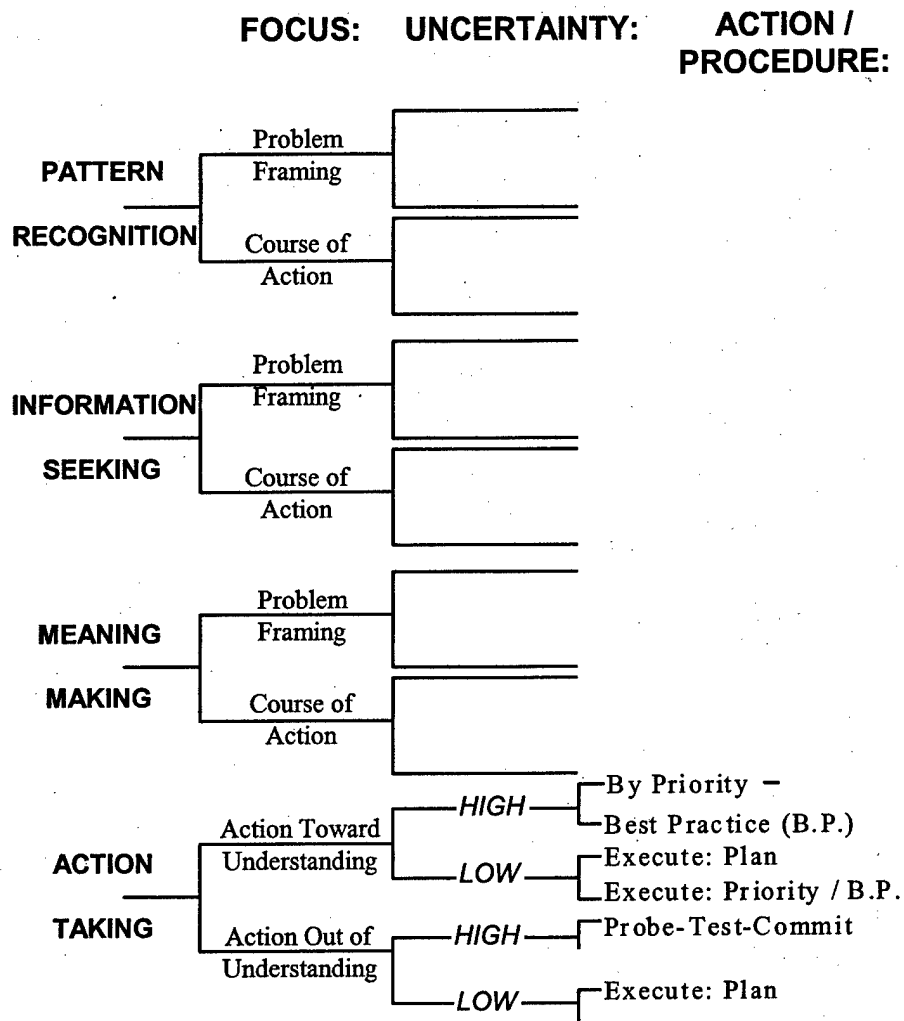 FOCUS: UNCERTAINTY: ACTION /
PROCEDURE:
PATTERN
RECOGNITION
Problem
Framing
Course of
Action
INFORMATION
SEEKING
Problem
Framing
Course of
Action
MEANING
MAKING
Problem
Framing
Course of
Action
ACTION
TAKING
Action Toward
Understanding
HIGH
By Priority –
Best Practice (B.P.)
LOW
Execute: Plan
Execute: Priority / B.P.
Action Out of
Understanding
HIGH
Probe-Test-Commit
LOW
Execute: Plan